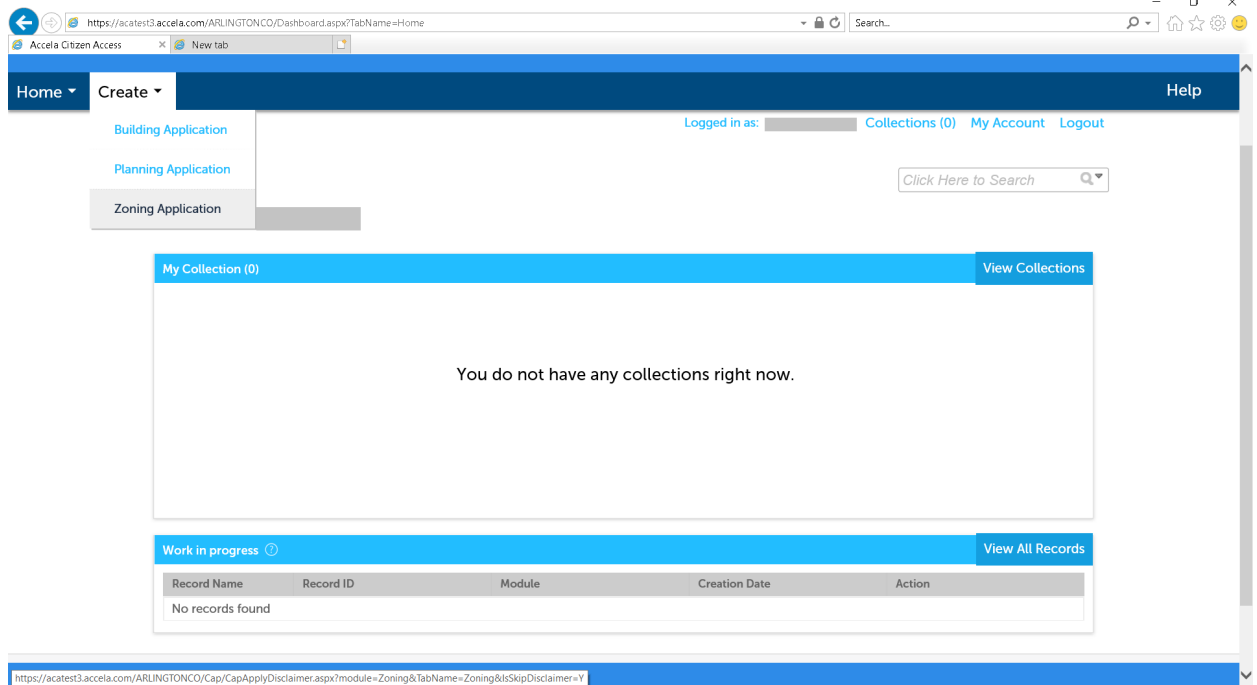 https://acatest3.accela.com/ARLINGTONCO/Dashboard.aspx?TabName=Home
Search...
Accela Citizen Access
New tab
Home
Create
Help
Building Application
Planning Application
Zoning Application
Logged in as:
Collections (0)
My Account
Logout
Click Here to Search
My Collection (0)
View Collections
You do not have any collections right now.
Work in progress
View All Records
Record Name Record ID Module Creation Date Action
No records found
https://acatest3.accela.com/ARLINGTONCO/Cap/CapApplyDisclaimer.aspx?module=Zoning&TabName=Zoning&IsSkipDisclaimer=Y